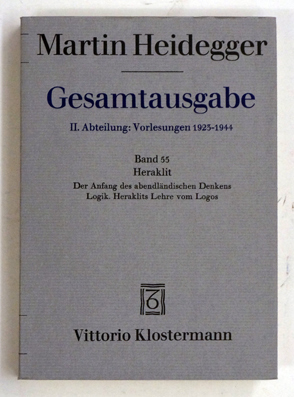 Martin Heidegger
Gesamtausgabe
II. Abteilung: Vorlesungen 1923-1944
Band 55
Heraklit
Der Anfang des abendländischen Denkens
Logik. Heraklits Lehre vom Logos
Vittorio Klostermann